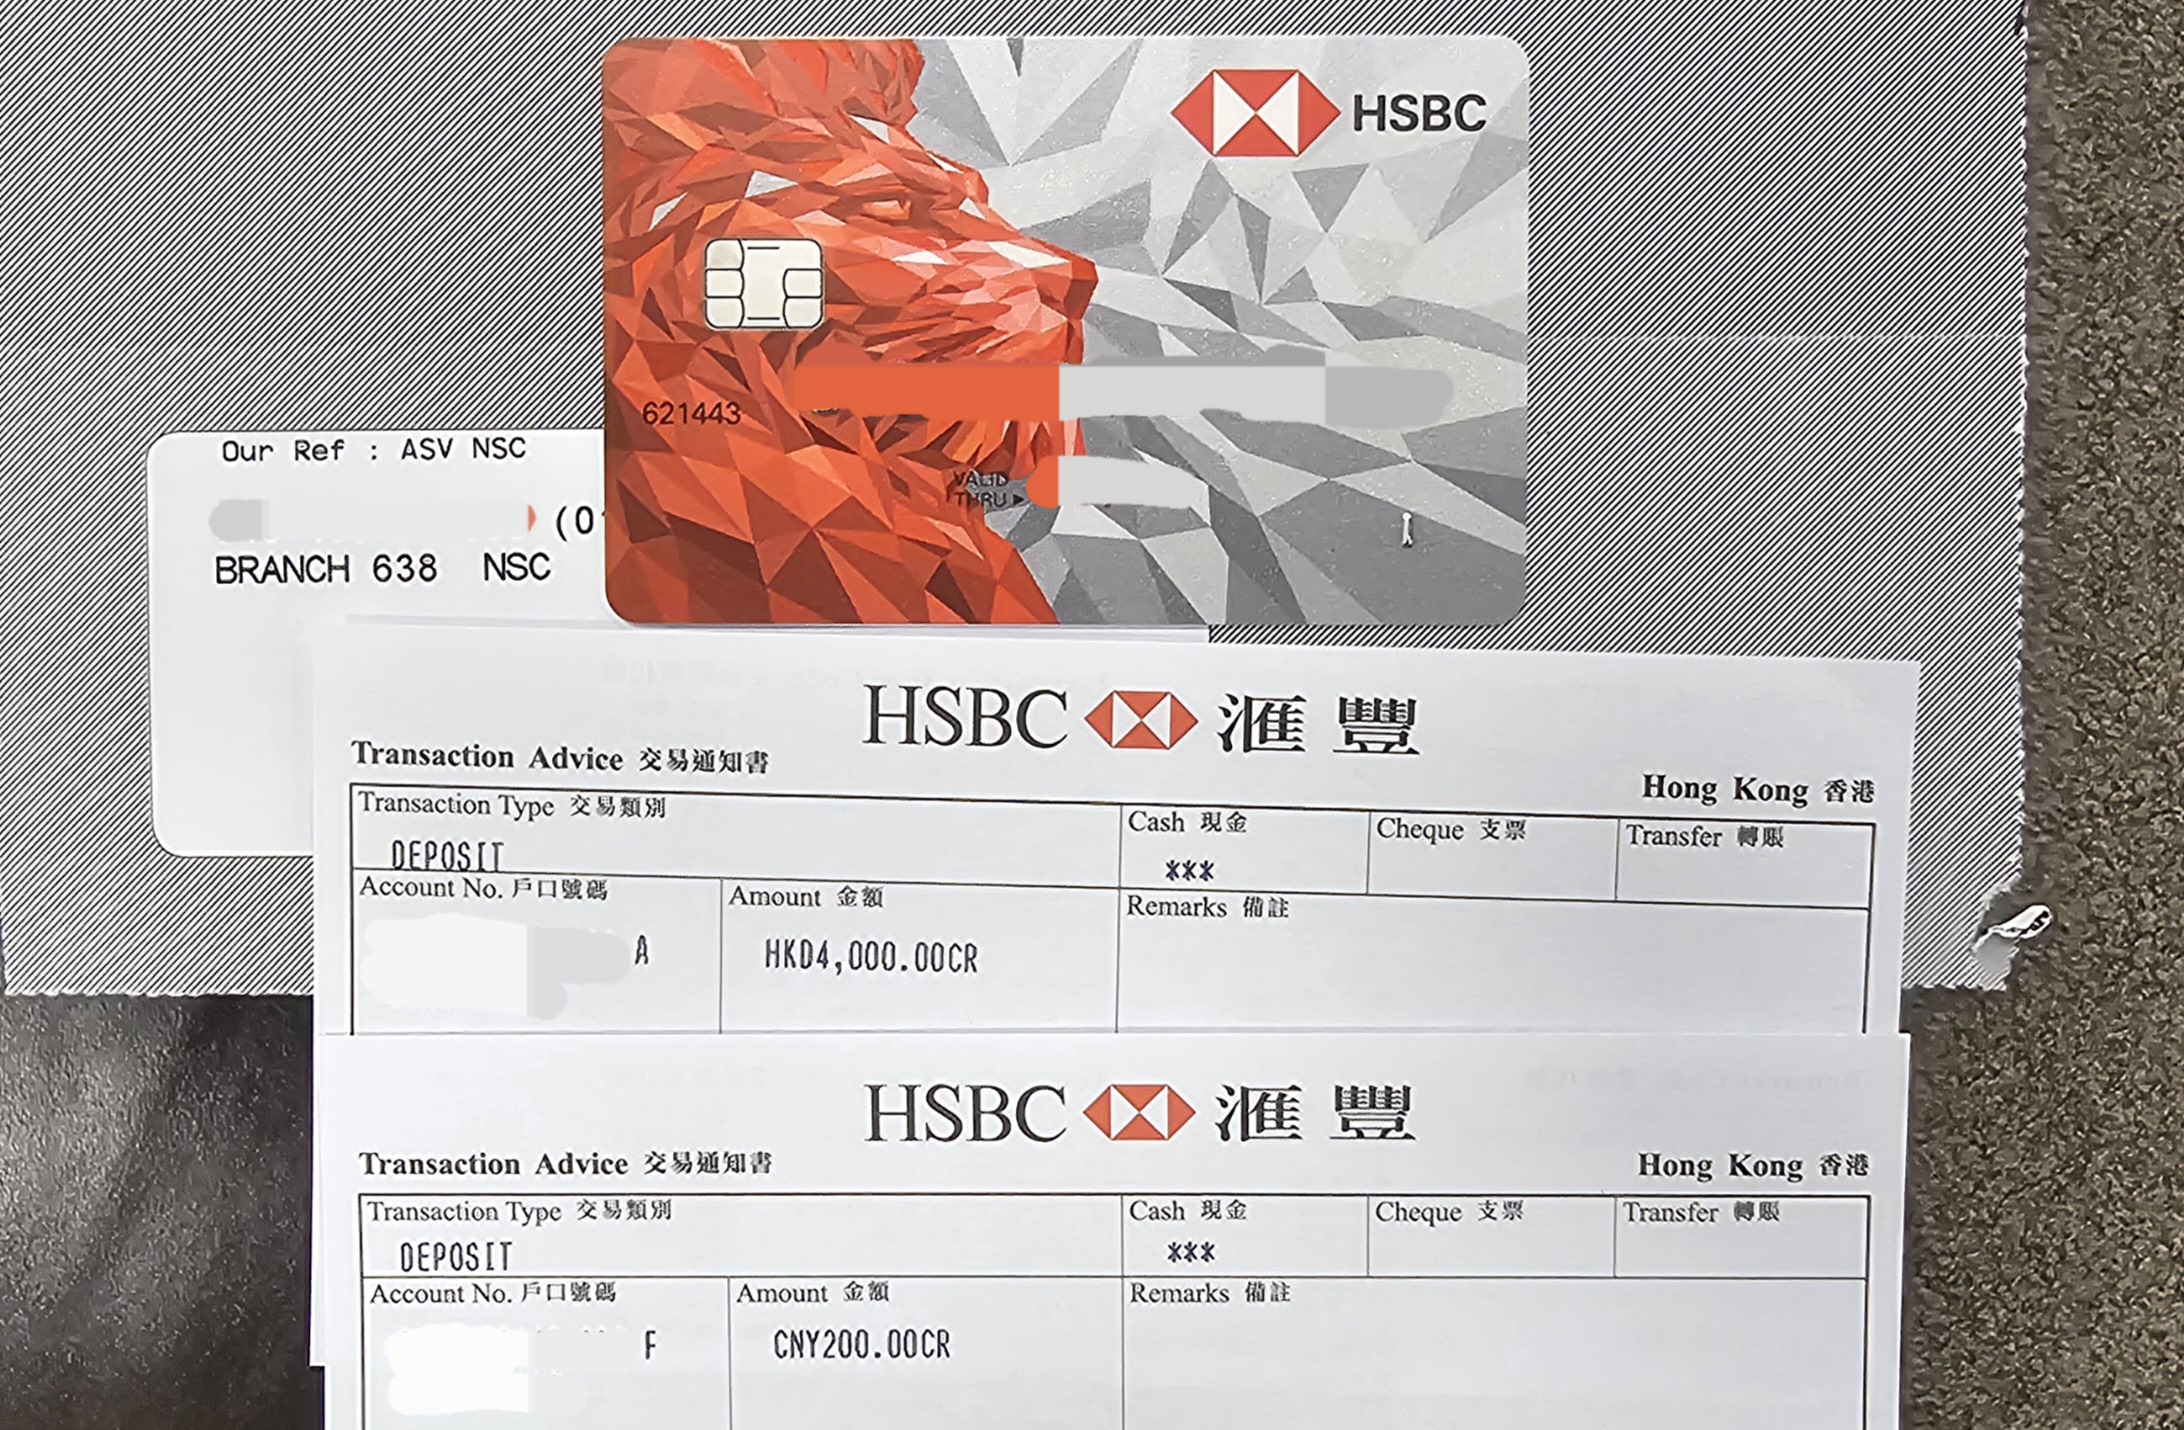 HSBC
621443
VALID
THRU
Our Ref : ASV NSC
(0
BRANCH 638 NSC
HSBC 滙豐
Transaction Advice 交易通知書
Hong Kong 香港
Transaction Type 交易類別
Cash 現金
Cheque 支票
Transfer 轉賬
DEPOSIT
***
Account No. 戶口號碼
Amount 金額
Remarks 備註
A
HKD4,000.00CR
HSBC 滙豐
Transaction Advice 交易通知書
Hong Kong 香港
Transaction Type 交易類別
Cash 現金
Cheque 支票
Transfer 轉賬
DEPOSIT
***
Account No. 戶口號碼
Amount 金額
Remarks 備註
F
CNY200.00CR